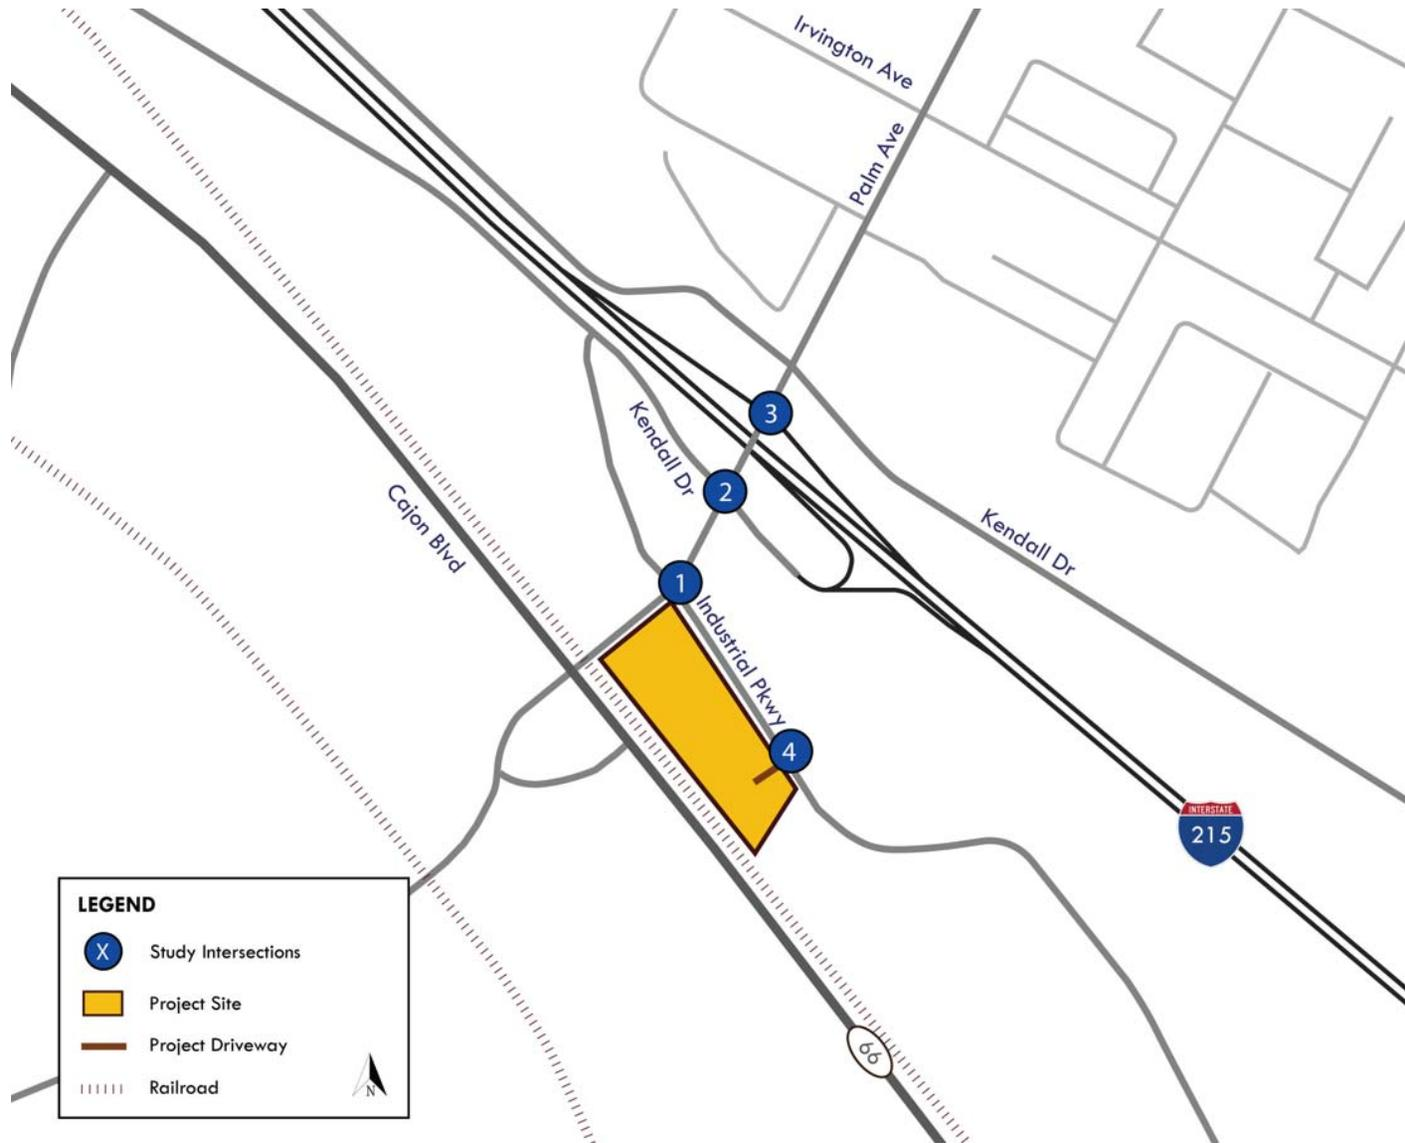 Irvington Ave
Palm Ave
3
Kendall Dr
2
Cajon Blvd
Kendall Dr
1
Industrial Pkwy
4
INTERSTATE
215
LEGEND
X Study Intersections
Project Site
Project Driveway
Railroad
N
66